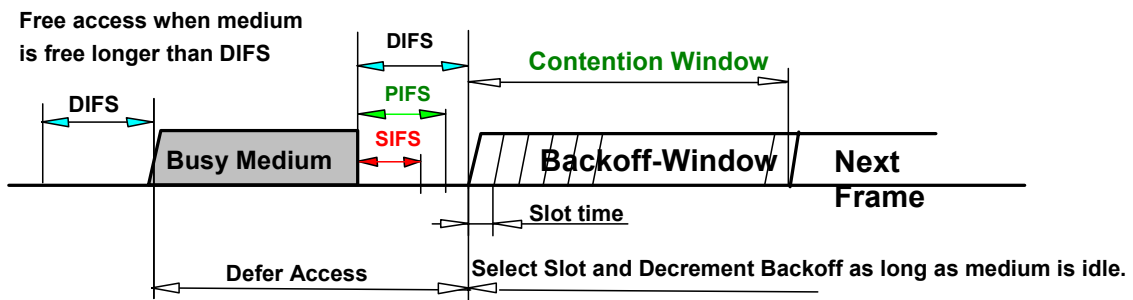 Free access when medium
is free longer than DIFS
DIFS
DIFS
Contention Window
PIFS
SIFS
Busy Medium
Backoff-Window
Next
Frame
Slot time
Defer Access
Select Slot and Decrement Backoff as long as medium is idle.